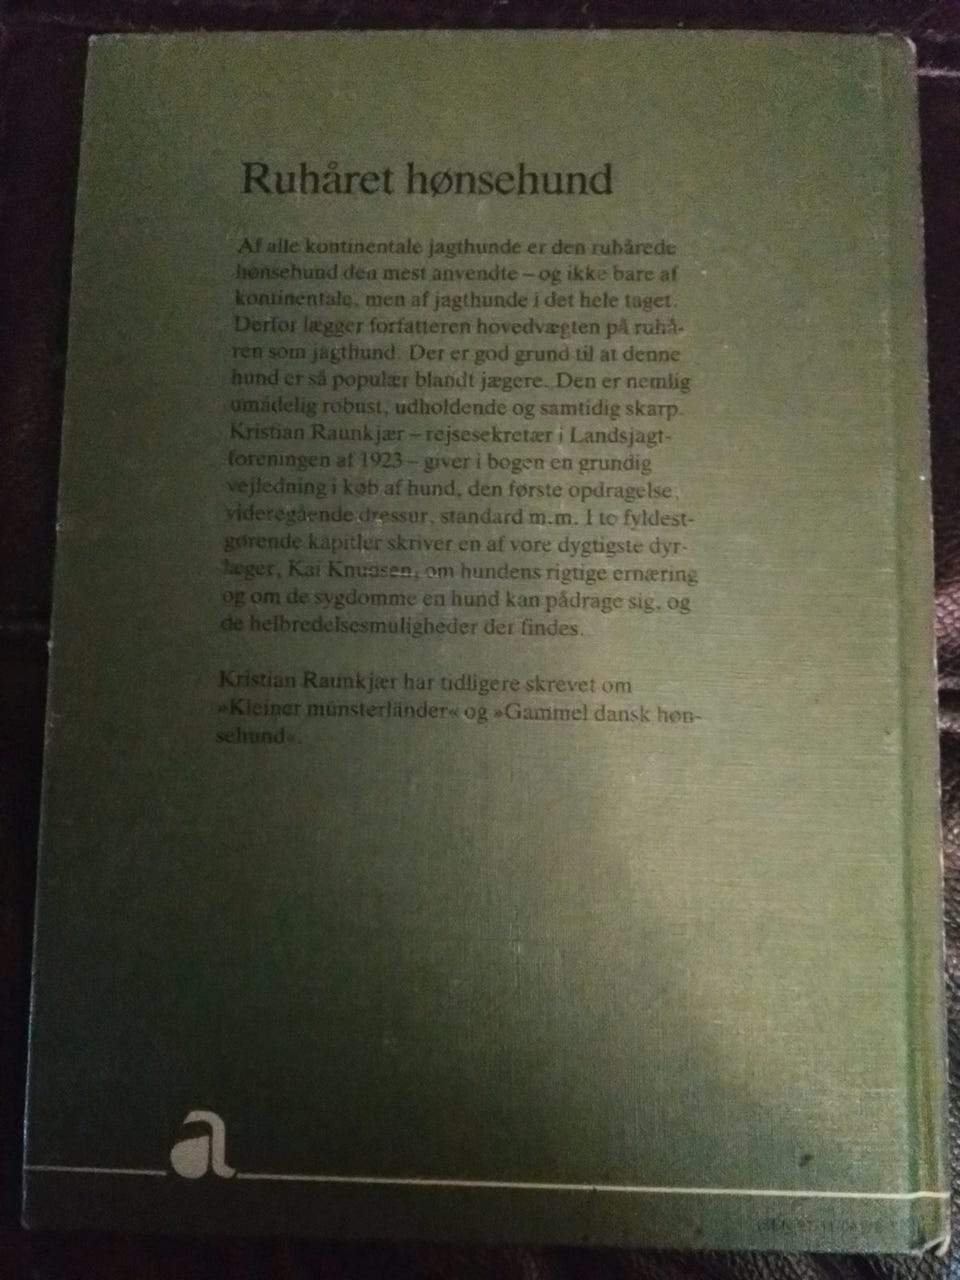 Ruhåret hønsehund
Af alle kontinentale jagthunde er den ruhårede
hønsehund den mest anvendte – og ikke bare af
kontinentale, men af jagthunde i det hele taget.
Derfor lægger forfatteren hovedvægten på ruhå-
ren som jagthund. Der er god grund til at denne
hund er så populær blandt jægere. Den er nemlig
umådelig robust, udholdende og samtidig skarp.
Kristian Raunkjær – rejsesekretær i Landsjagt-
foreningen af 1923 – giver i bogen en grundig
vejledning i køb af hund, den første opdragelse,
videregående dressur, standard m.m. I to fyldest-
gørende kapitler skriver en af vore dygtigste dyr-
læger, Kai Knudsen, om hundens rigtige ernæring
og om de sygdomme en hund kan pådrage sig, og
de helbredelsesmuligheder der findes.
Kristian Raunkjær har tidligere skrevet om
»Kleiner münsterländer« og »Gammel dansk høn-
sehund«.
a